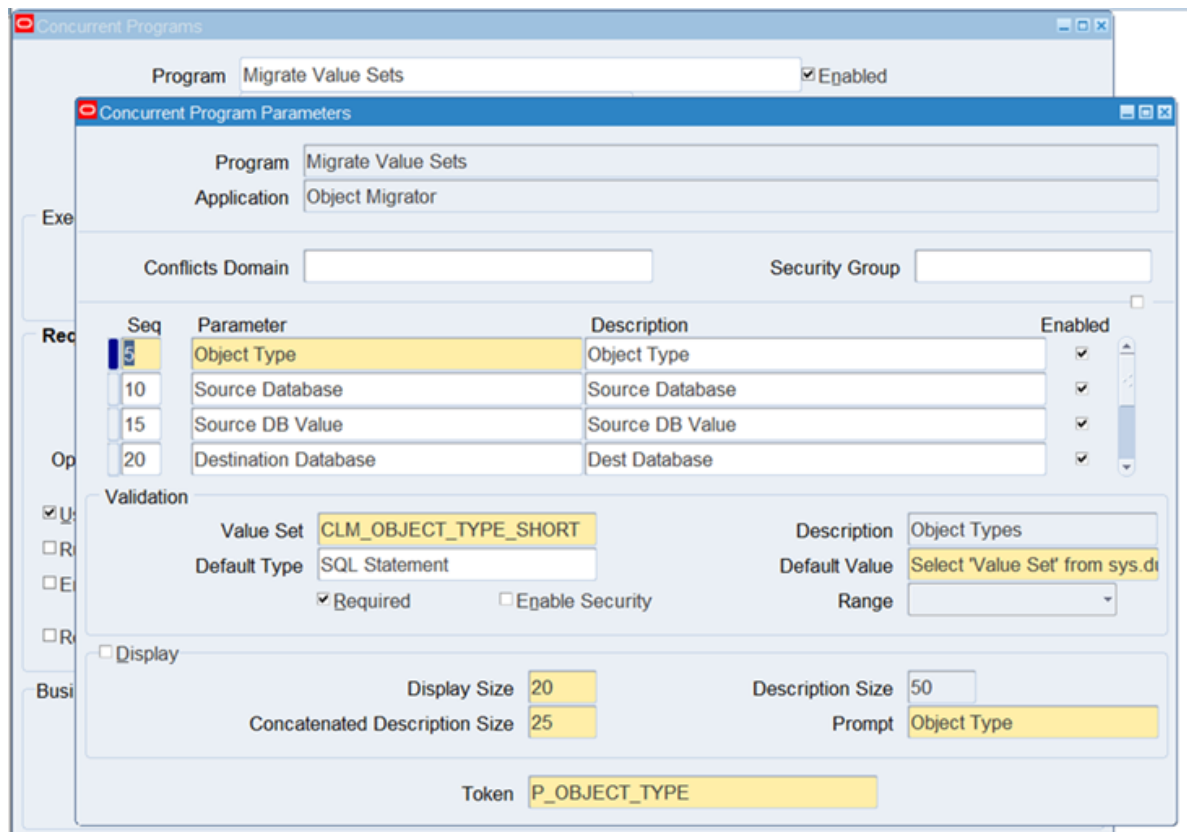 Concurrent Programs
Program Migrate Value Sets Enabled
Concurrent Program Parameters
Program Migrate Value Sets
Application Object Migrator
Exe
Conflicts Domain Security Group
Rec
Seq Parameter Description Enabled
5 Object Type Object Type
10 Source Database Source Database
15 Source DB Value Source DB Value
Op 20 Destination Database Dest Database
Validation
Us
Value Set CLM_OBJECT_TYPE_SHORT Description Object Types
Ru
Default Type SQL Statement Default Value Select 'Value Set' from sys.du
En
Required Enable Security Range
Re
Display
Busi
Display Size 20 Description Size 50
Concatenated Description Size 25 Prompt Object Type
Token P_OBJECT_TYPE